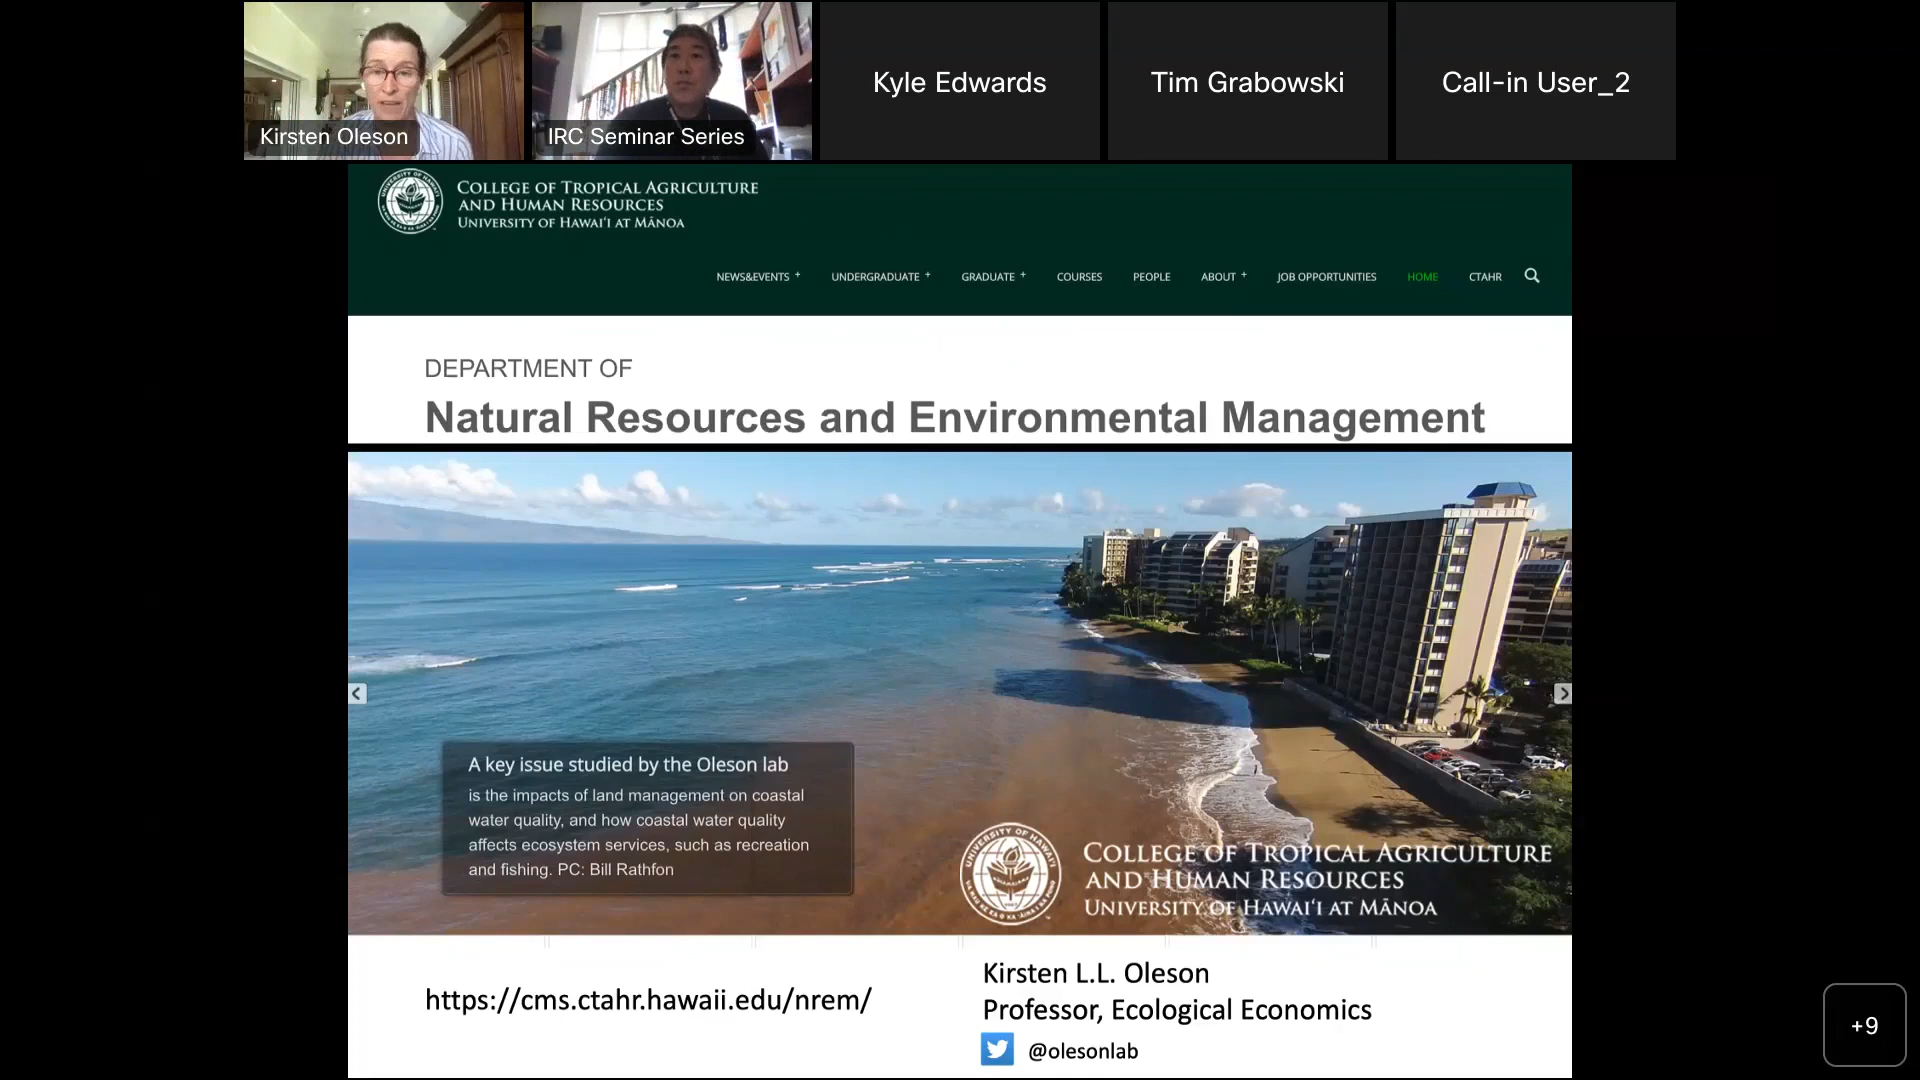 Kirsten Oleson
IRC Seminar Series
Kyle Edwards
Tim Grabowski
Call-in User_2
COLLEGE OF TROPICAL AGRICULTURE
AND HUMAN RESOURCES
UNIVERSITY OF HAWAIʻI AT MĀNOA
NEWS&EVENTS + UNDERGRADUATE + GRADUATE + COURSES PEOPLE ABOUT + JOB OPPORTUNITIES HOME CTAHR
DEPARTMENT OF
Natural Resources and Environmental Management
A key issue studied by the Oleson lab
is the impacts of land management on coastal
water quality, and how coastal water quality
affects ecosystem services, such as recreation
and fishing. PC: Bill Rathfon
COLLEGE OF TROPICAL AGRICULTURE
AND HUMAN RESOURCES
UNIVERSITY OF HAWAIʻI AT MĀNOA
https://cms.ctahr.hawaii.edu/nrem/
Kirsten L.L. Oleson
Professor, Ecological Economics
@olesonlab
+9